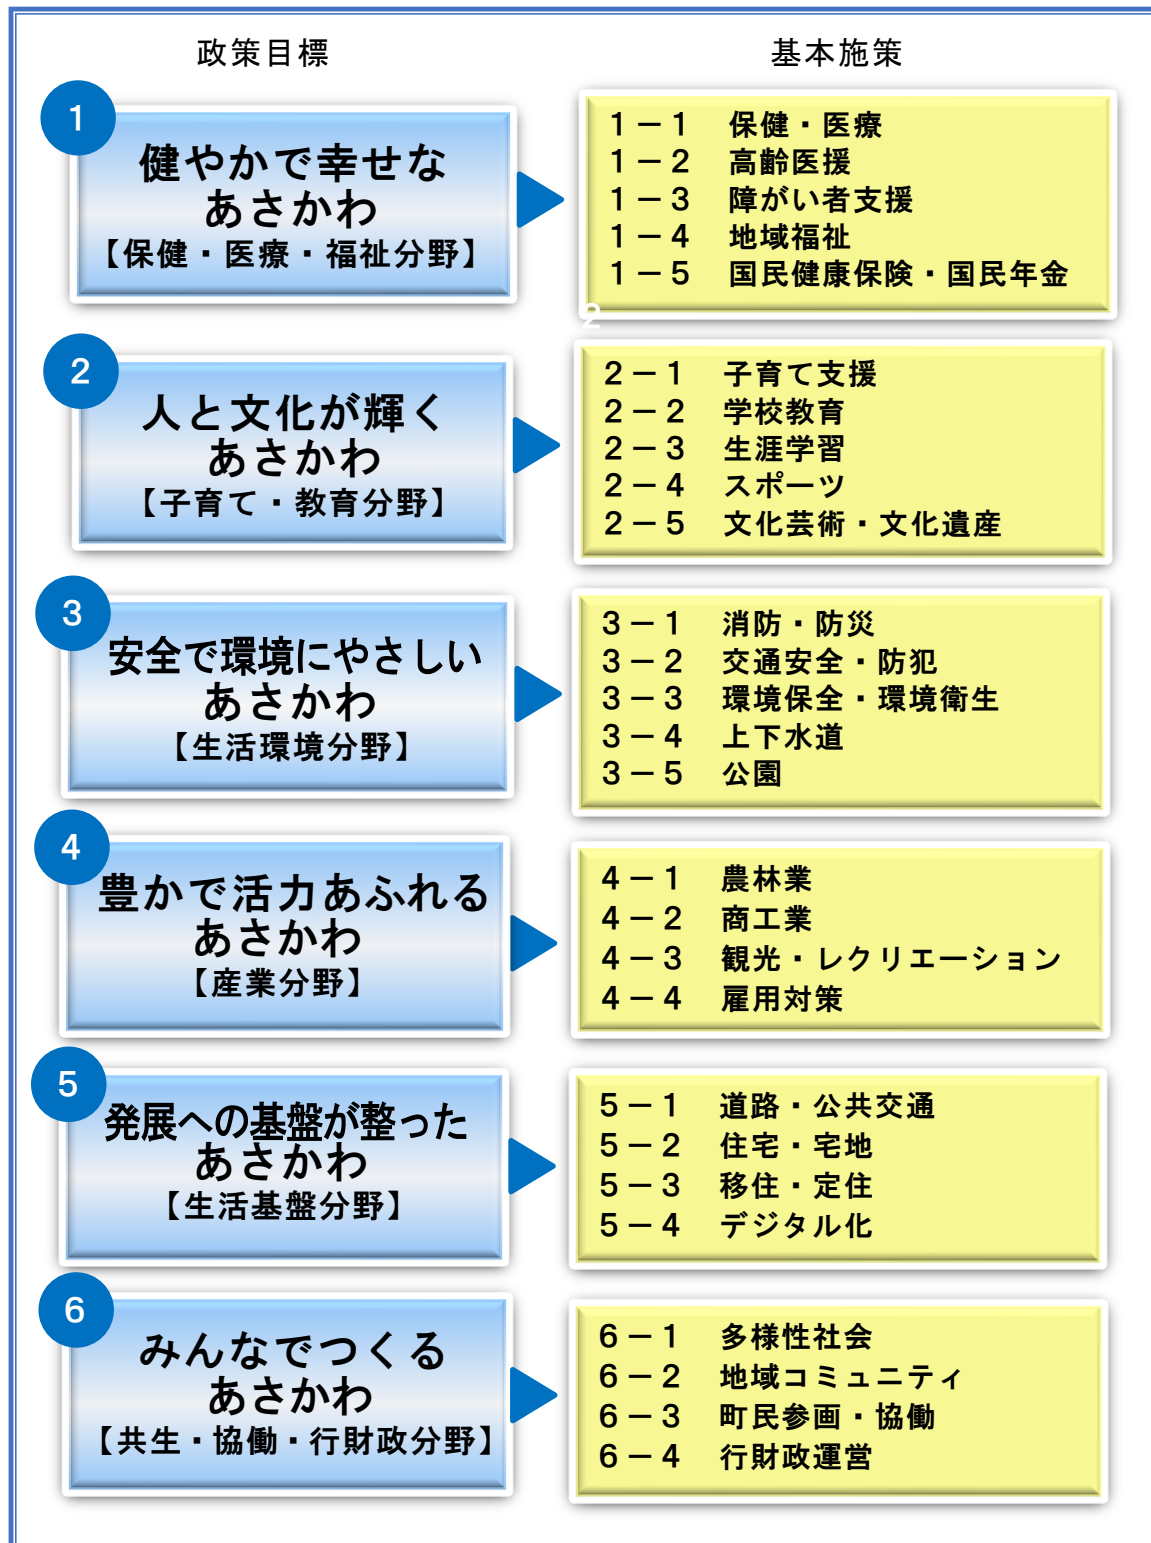 政策目標
基本施策
1
健やかで幸せな
あさかわ
【保健・医療・福祉分野】
１－１　保健・医療
１－２　高齢医援
１－３　障がい者支援
１－４　地域福祉
１－５　国民健康保険・国民年金
2
2
人と文化が輝く
あさかわ
【子育て・教育分野】
２－１　子育て支援
２－２　学校教育
２－３　生涯学習
２－４　スポーツ
２－５　文化芸術・文化遺産
3
安全で環境にやさしい
あさかわ
【生活環境分野】
３－１　消防・防災
３－２　交通安全・防犯
３－３　環境保全・環境衛生
３－４　上下水道
３－５　公園
4
豊かで活力あふれる
あさかわ
【産業分野】
４－１　農林業
４－２　商工業
４－３　観光・レクリエーション
４－４　雇用対策
5
発展への基盤が整った
あさかわ
【生活基盤分野】
５－１　道路・公共交通
５－２　住宅・宅地
５－３　移住・定住
５－４　デジタル化
6
みんなでつくる
あさかわ
【共生・協働・行財政分野】
６－１　多様性社会
６－２　地域コミュニティ
６－３　町民参画・協働
６－４　行財政運営